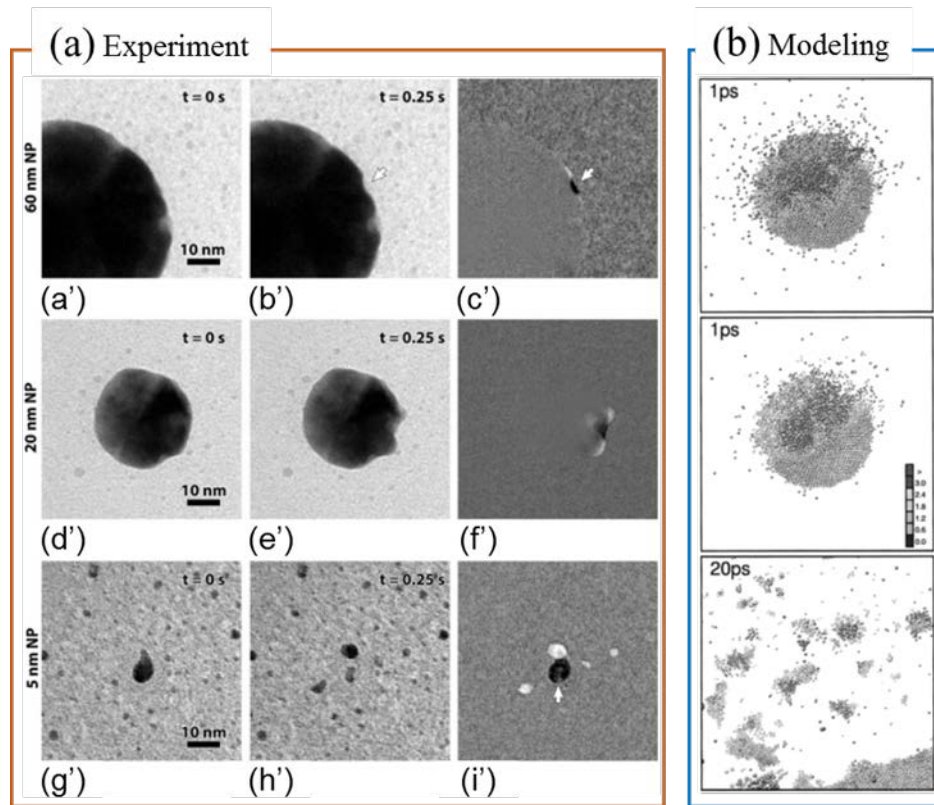 (a) Experiment
60 nm NP
t = 0 s
10 nm
t = 0.25 s
(a')
(b')
(c')
20 nm NP
t = 0 s
10 nm
t = 0.25 s
(d')
(e')
(f')
5 nm NP
t = 0 s
10 nm
t = 0.25 s
(g')
(h')
(i')
(b) Modeling
1ps
1ps
>
3.0
2.4
1.8
1.2
0.6
0.0
20ps